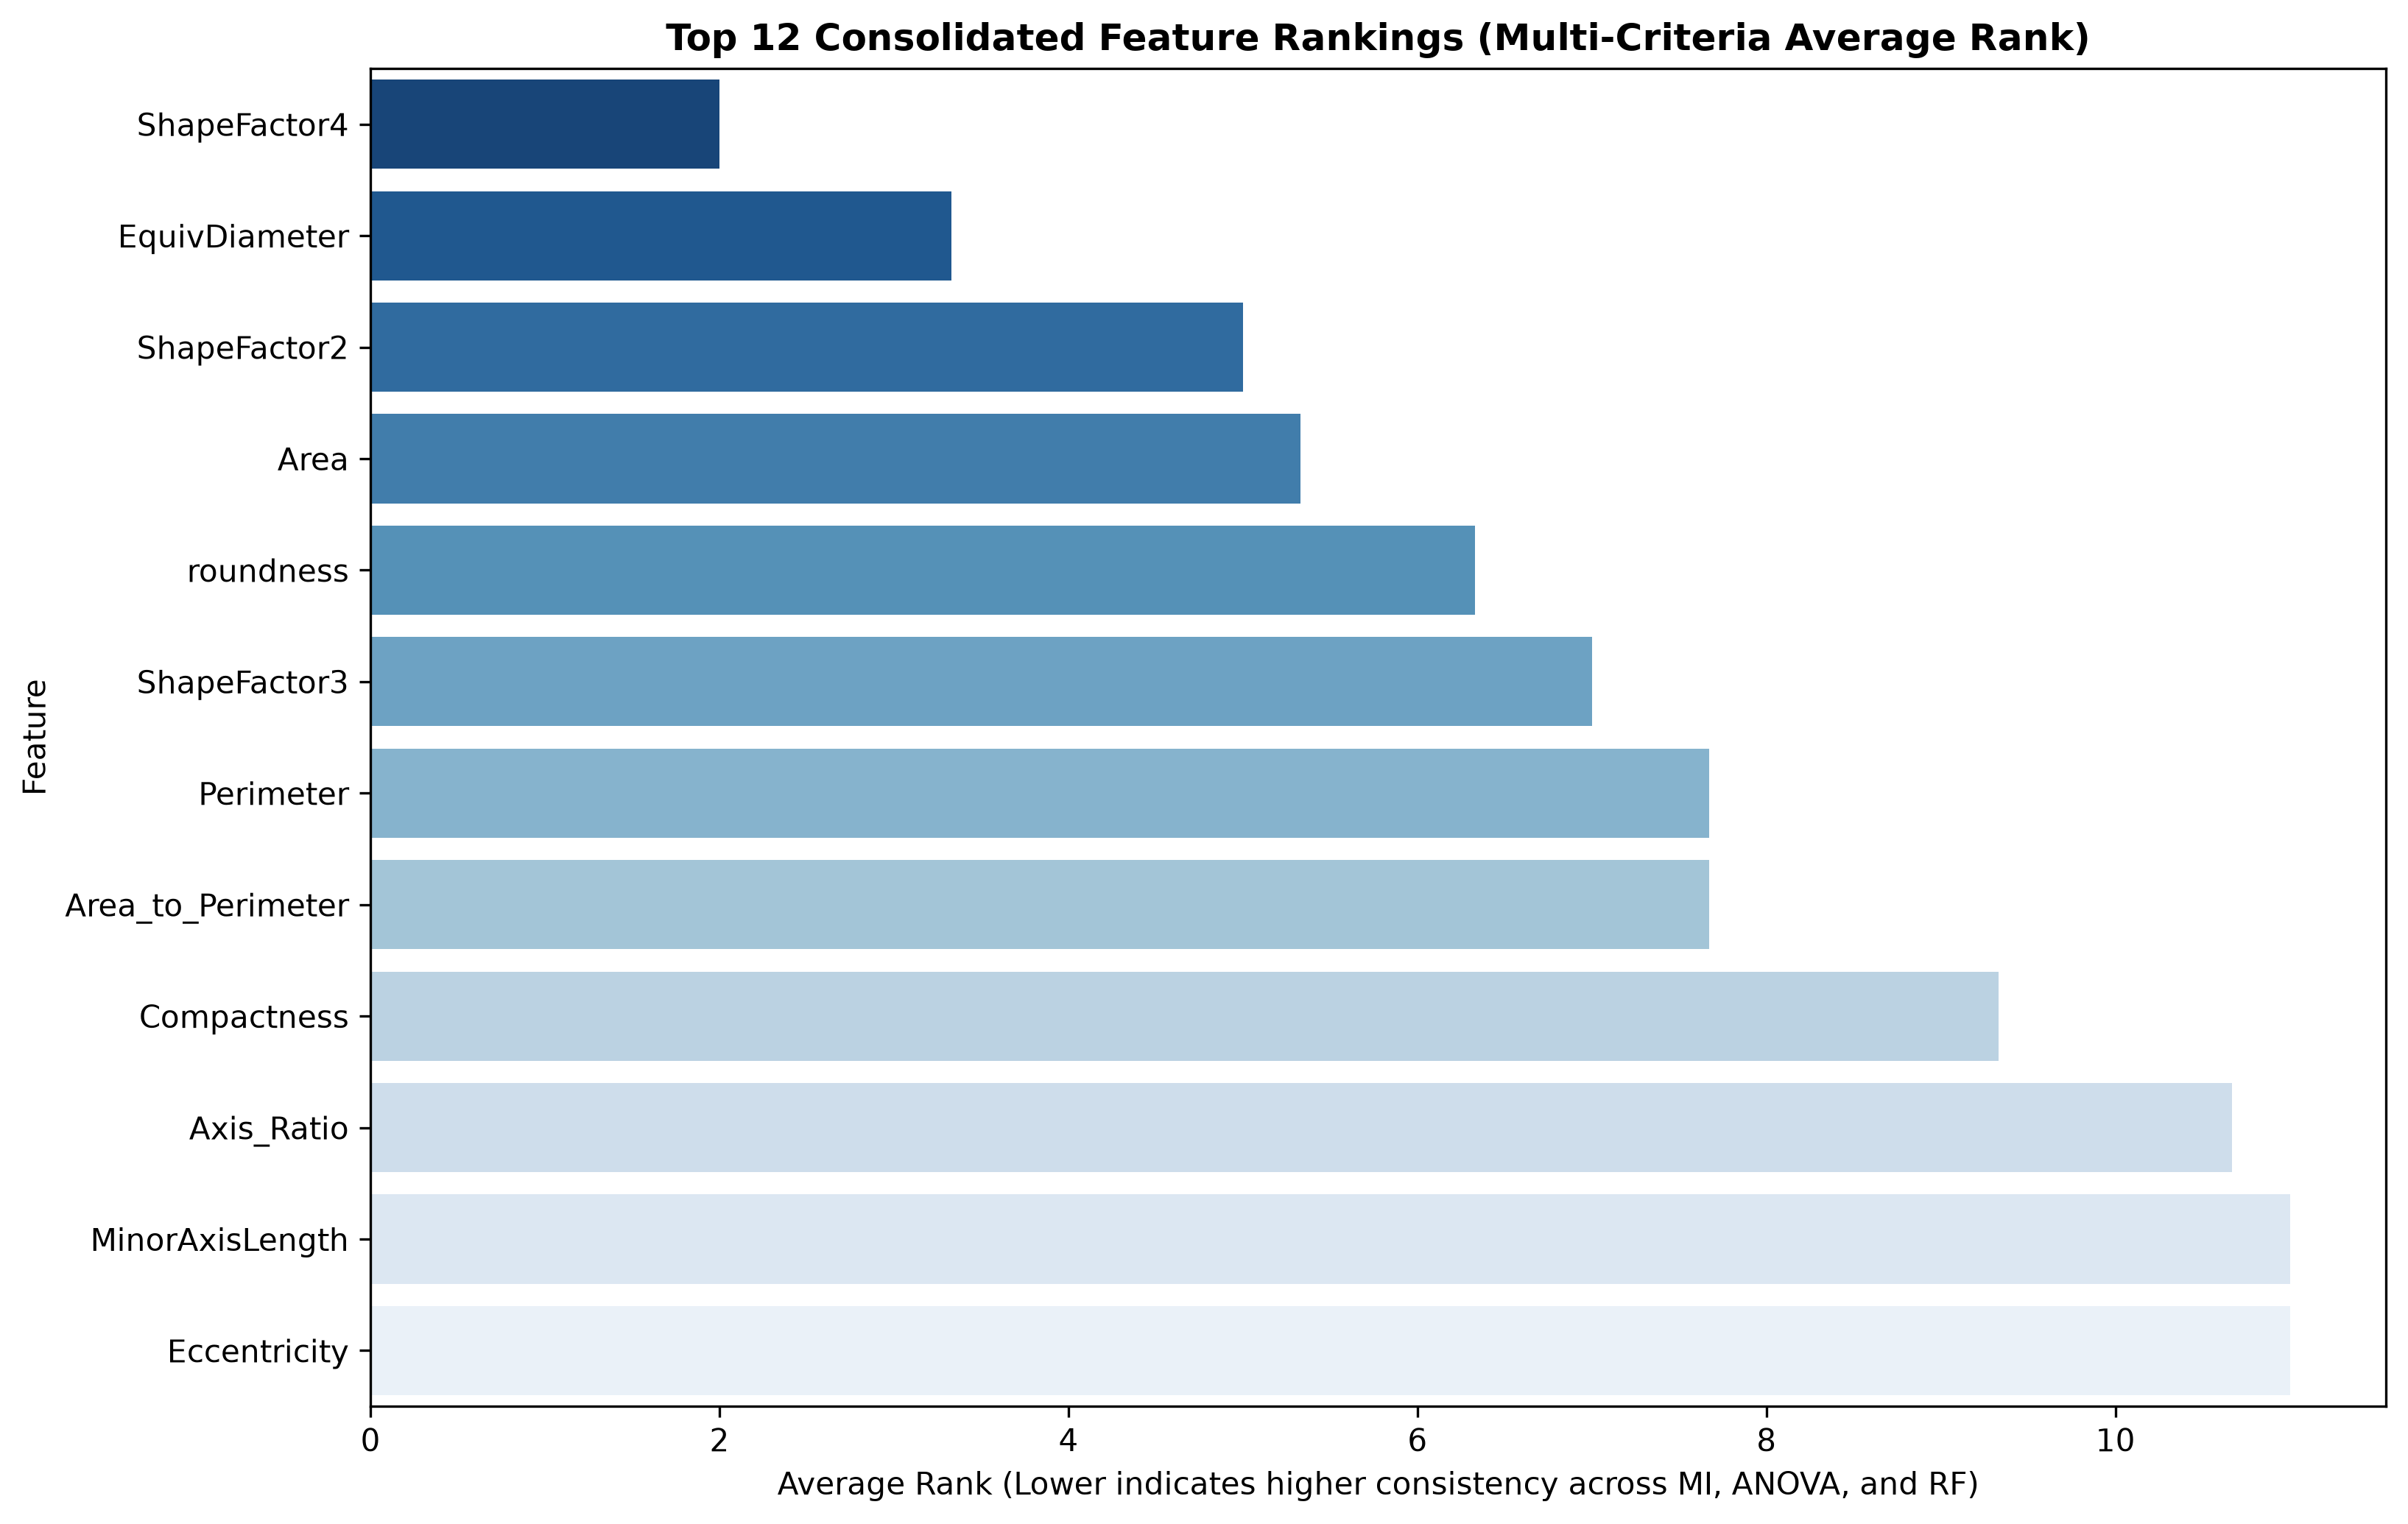 Top 12 Consolidated Feature Rankings (Multi-Criteria Average Rank)
Feature
ShapeFactor4
EquivDiameter
ShapeFactor2
Area
roundness
ShapeFactor3
Perimeter
Area_to_Perimeter
Compactness
Axis_Ratio
MinorAxisLength
Eccentricity
0 2 4 6 8 10
Average Rank (Lower indicates higher consistency across MI, ANOVA, and RF)